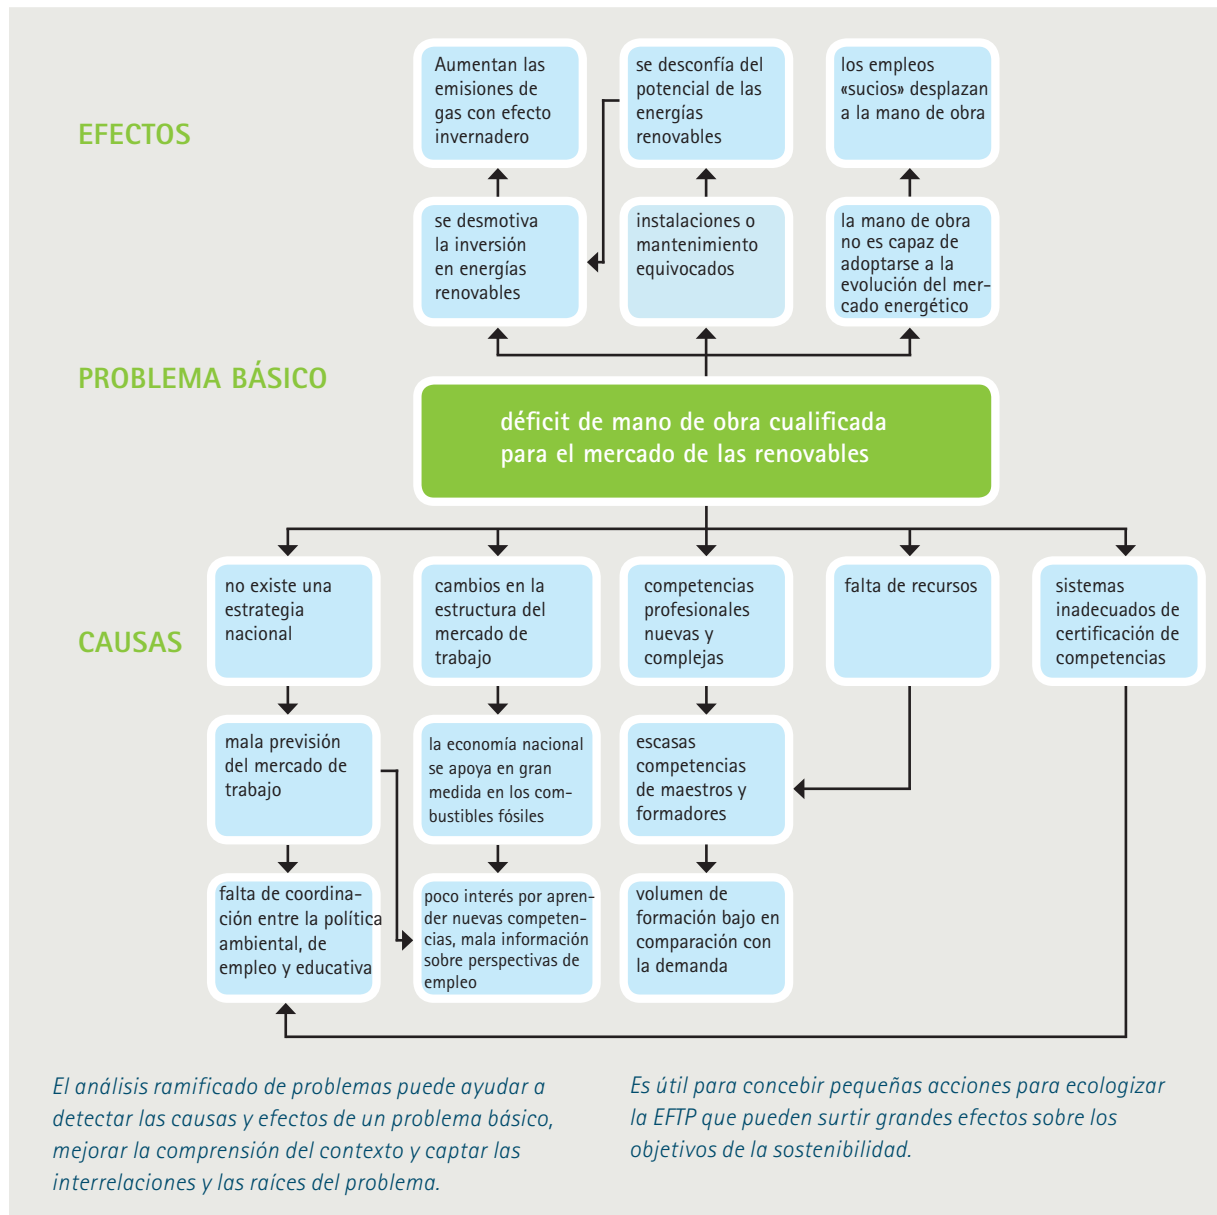 EFECTOS
Aumentan las
emisiones de
gas con efecto
invernadero
se desconfía del
potencial de las
energías
renovables
los empleos
«sucios» desplazan
a la mano de obra
se desmotiva
la inversión
en energías
renovables
instalaciones o
mantenimiento
equivocados
la mano de obra
no es capaz de
adoptarse a la
evolución del mer-
cado energético
PROBLEMA BÁSICO
déficit de mano de obra cualificada
para el mercado de las renovables
CAUSAS
no existe una
estrategia
nacional
cambios en la
estructura del
mercado de
trabajo
competencias
profesionales
nuevas y
complejas
falta de recursos
sistemas
inadecuados de
certificación de
competencias
mala previsión
del mercado de
trabajo
la economía nacional
se apoya en gran
medida en los com-
bustibles fósiles
escasas
competencias
de maestros y
formadores
falta de coordina-
ción entre la política
ambiental, de
empleo y educativa
poco interés por apren-
der nuevas competen-
cias, mala información
sobre perspectivas de
empleo
volumen de
formación bajo en
comparación con
la demanda
El análisis ramificado de problemas puede ayudar a
detectar las causas y efectos de un problema básico,
mejorar la comprensión del contexto y captar las
interrelaciones y las raíces del problema.
Es útil para concebir pequeñas acciones para ecologizar
la EFTP que pueden surtir grandes efectos sobre los
objetivos de la sostenibilidad.